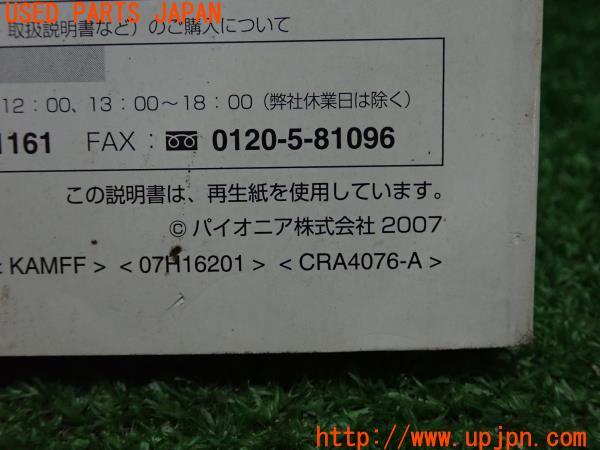 USED PARTS JAPAN
取扱説明書など）のご購入について
12：00、13：00～18：00（弊社休業日は除く）
1161 FAX： 0120-5-81096
この説明書は、再生紙を使用しています。
© パイオニア株式会社 2007
< KAMFF > < 07H16201 > < CRA4076-A >
http://www.upjpn.com/